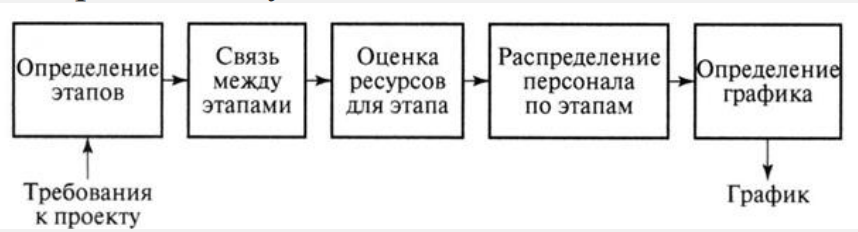 Определение
этапов
Связь
между
этапами
Оценка
ресурсов
для этапа
Распределение
персонала
по этапам
Определение
графика
Требования
к проекту
График